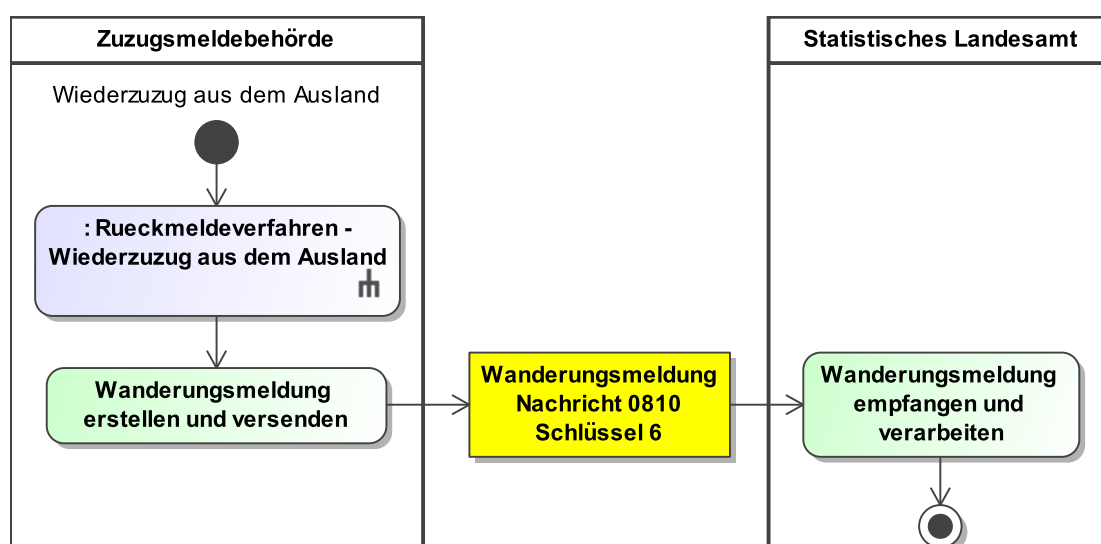 Zuzugsmeldebehörde
Statistisches Landesamt
Wiederzuzug aus dem Ausland
: Rueckmeldeverfahren -
Wiederzuzug aus dem Ausland
Wanderungsmeldung
erstellen und versenden
Wanderungsmeldung
Nachricht 0810
Schlüssel 6
Wanderungsmeldung
empfangen und
verarbeiten